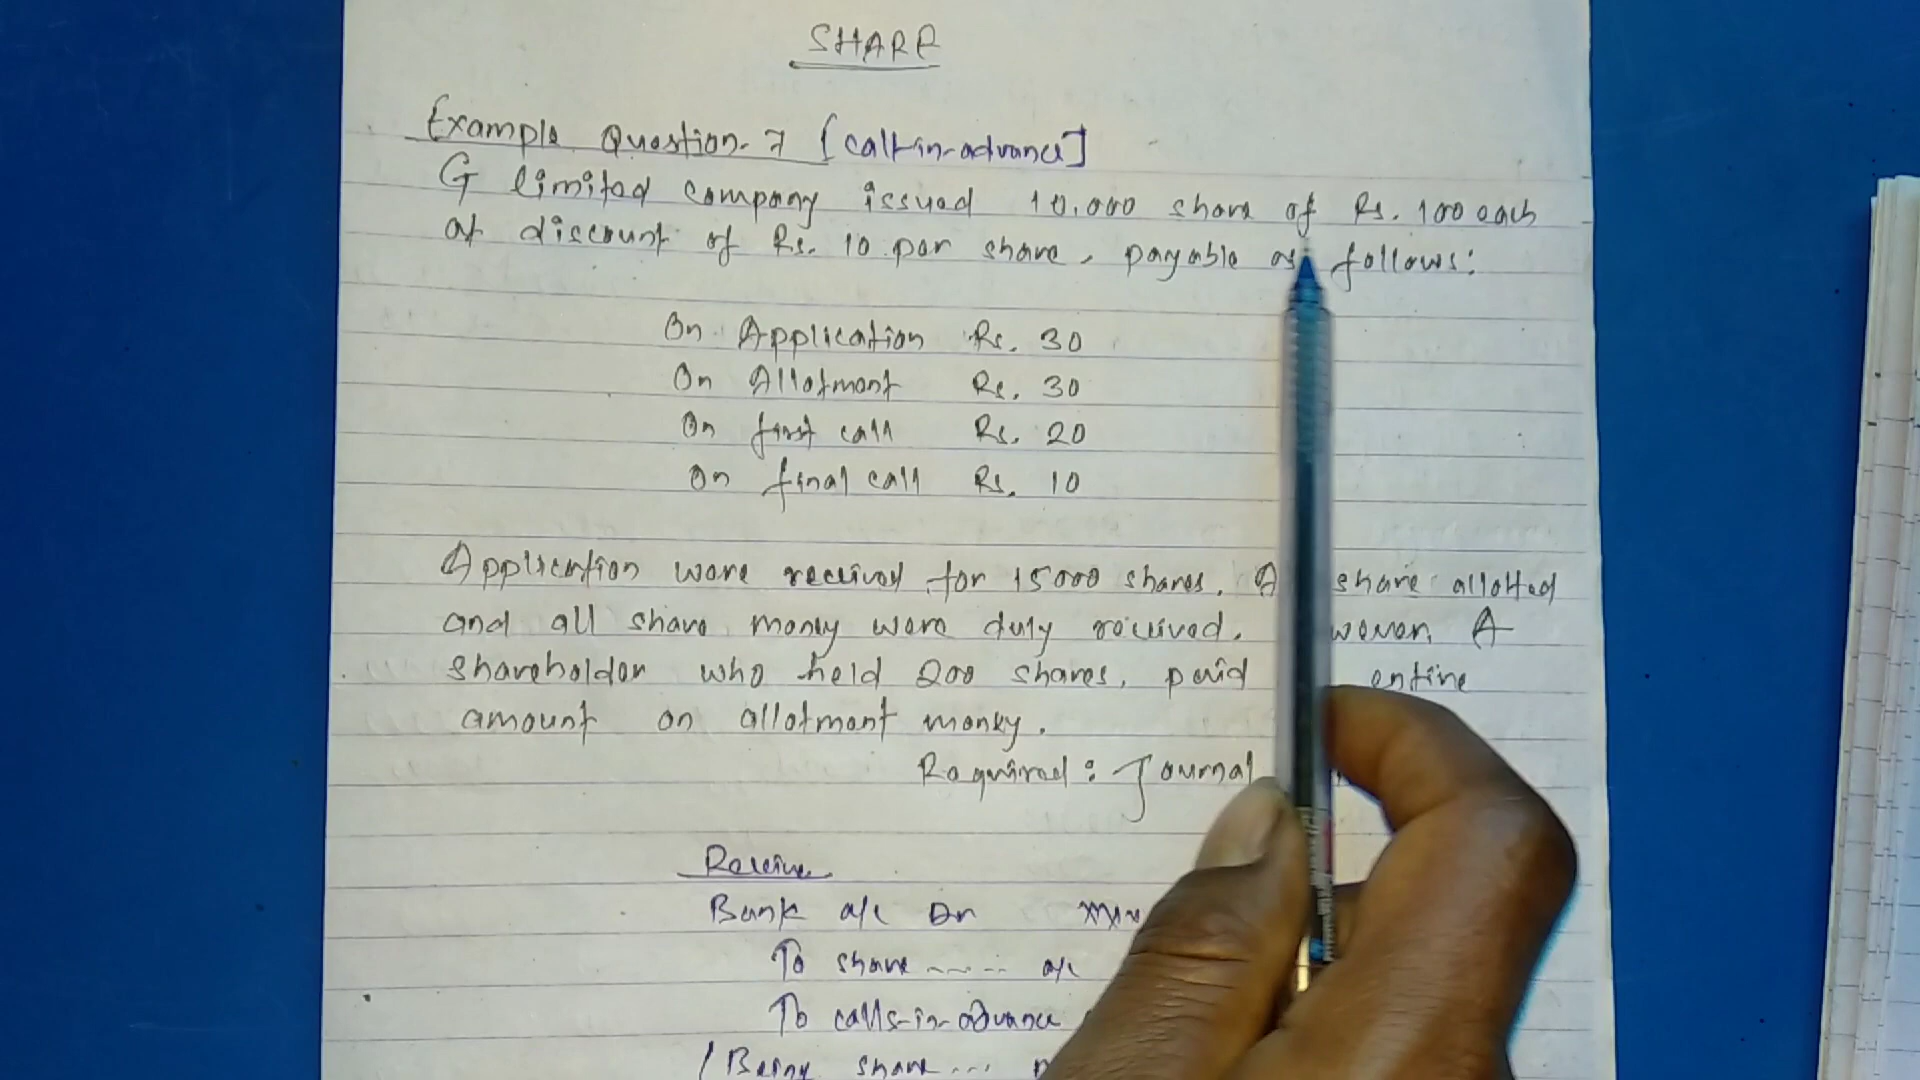 SHARE
Example Question-7 [call-in-advance]
G limited company issued 10,000 share of Rs. 100 each
at discount of Rs. 10 per share, payable as follows:
On Application Rs. 30
On Allotment Rs. 30
On first call Rs. 20
On final call Rs. 10
Application were received for 15000 shares. share allotted
and all share money were duly received. A
shareholder who held 200 shares, paid entire
amount on allotment money.
Required: Journal
Receive
Bank a/c Dr
To share ----- a/c
To calls-in-advance
(Being share ...